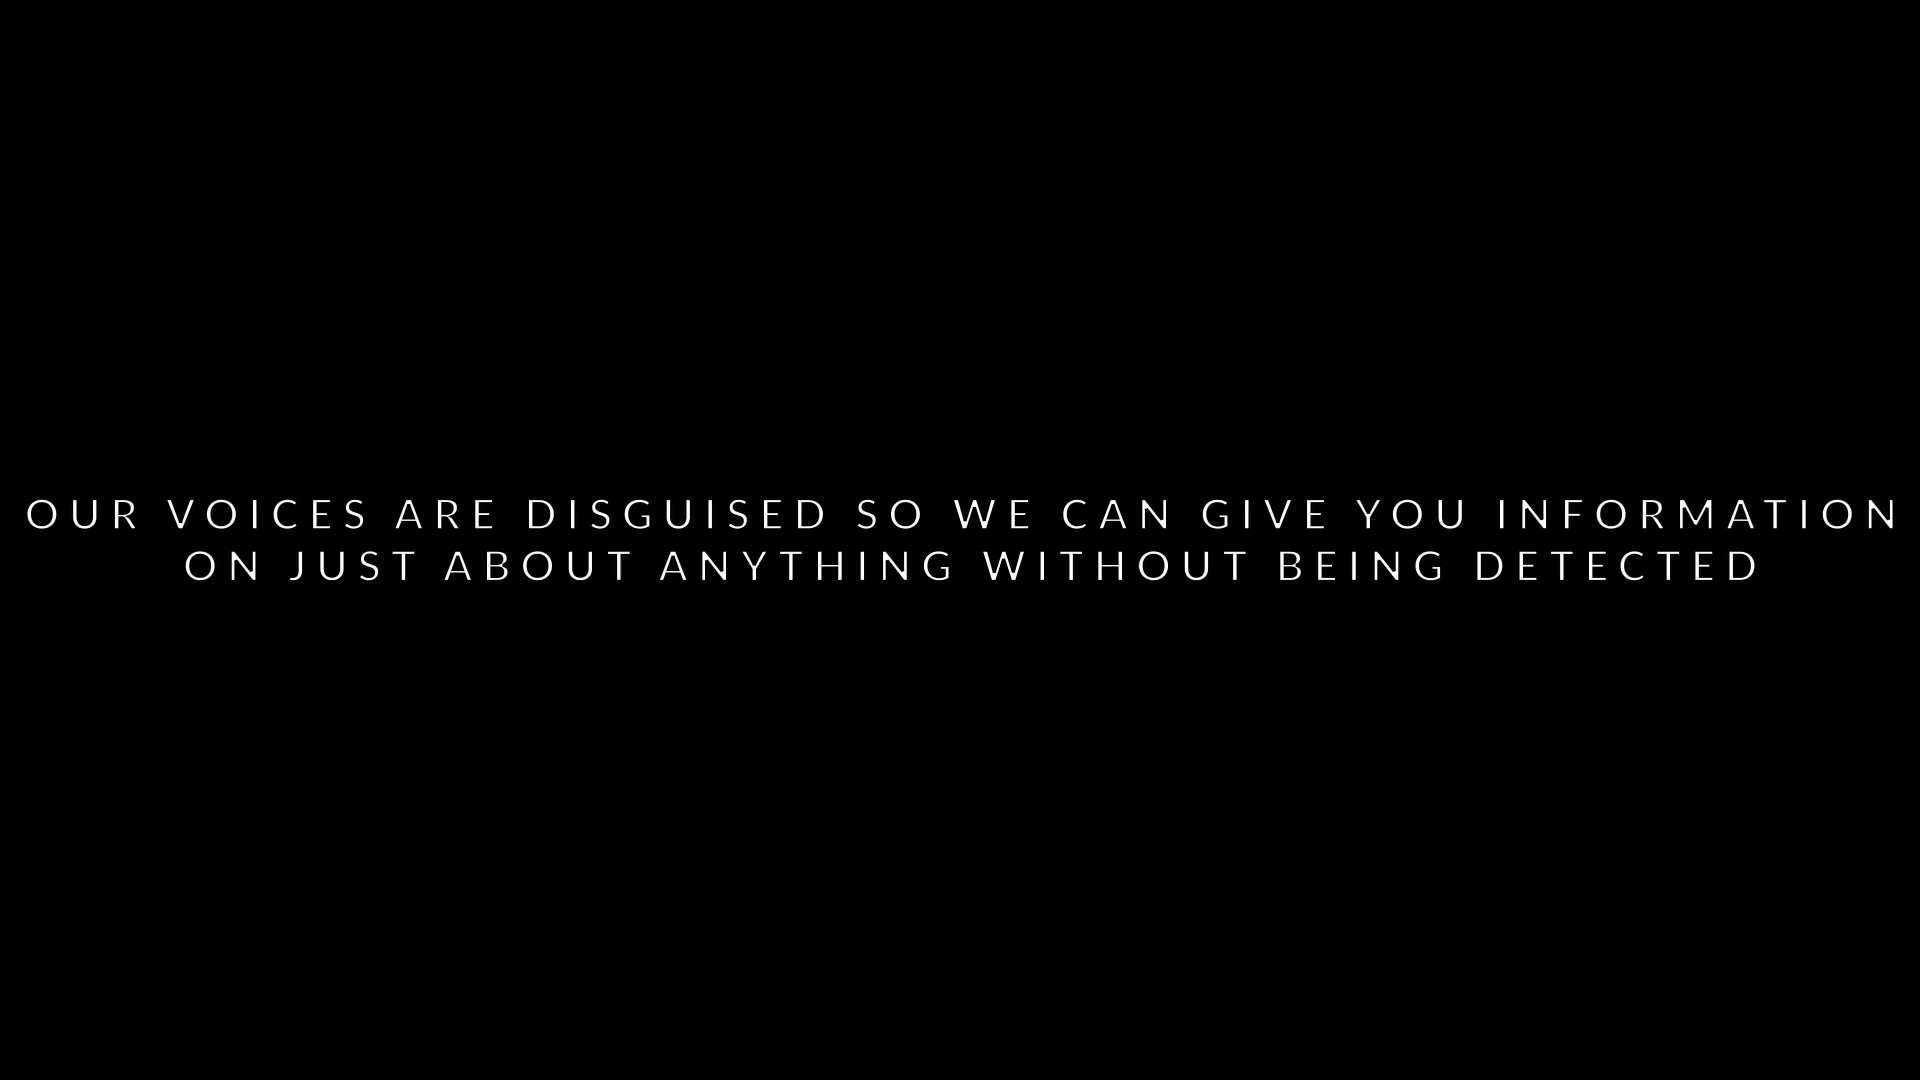 OUR VOICES ARE DISGUISED SO WE CAN GIVE YOU INFORMATION
ON JUST ABOUT ANYTHING WITHOUT BEING DETECTED